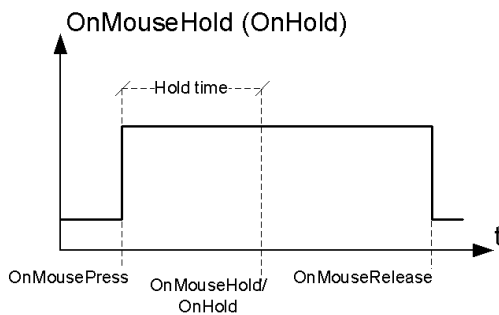 OnMouseHold (OnHold)
Hold time
t
OnMousePress
OnMouseHold/
OnHold
OnMouseRelease